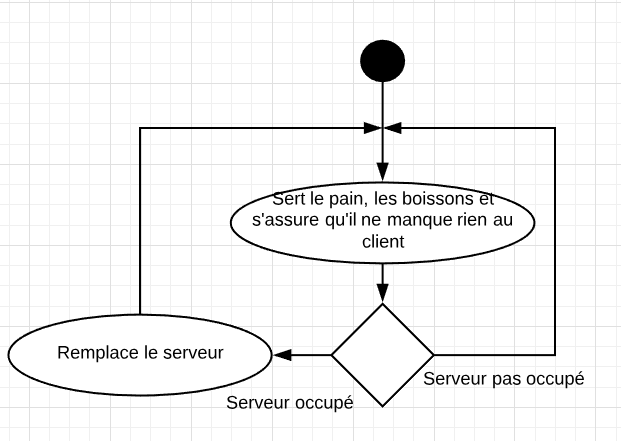 Sert le pain, les boissons et
s'assure qu'il ne manque rien au
client
Remplace le serveur
Serveur pas occupé
Serveur occupé